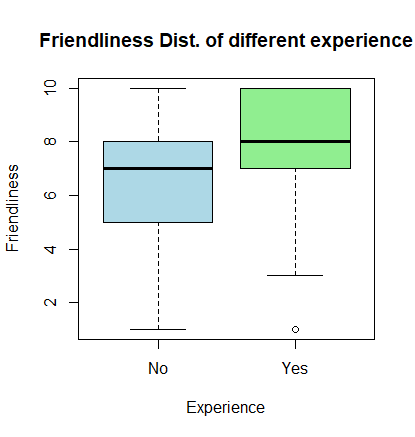 Friendliness Dist. of different experience
Friendliness
10
8
6
4
2
No
Yes
Experience